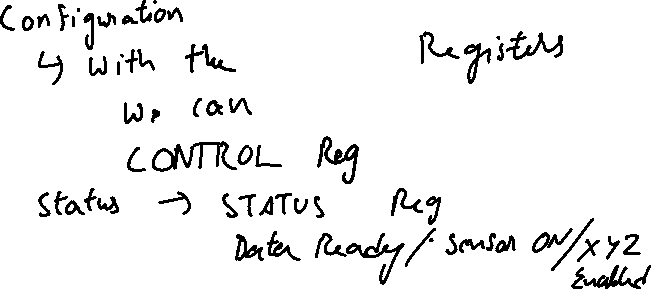 Configuration
Registers
↳ with the
we can
CONTROL Reg
Status → STATUS Reg
Data Ready / Sensor ON / XYZ
Enabled